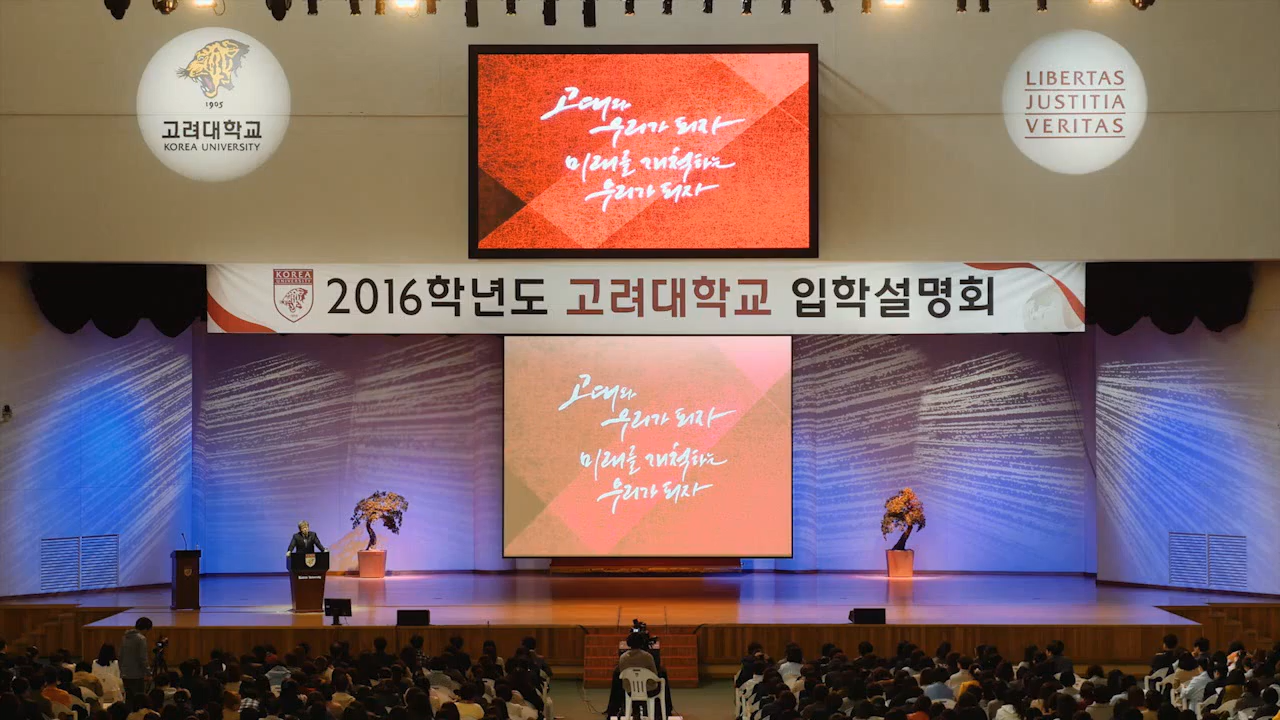 1905
고려대학교
KOREA UNIVERSITY
고대와
우리가 되자
미래를 개척하는
우리가 되자
LIBERTAS
JUSTITIA
VERITAS
KOREA
UNIVERSITY
2016학년도 고려대학교 입학설명회
고대와
우리가 되자
미래를 개척하는
우리가 되자